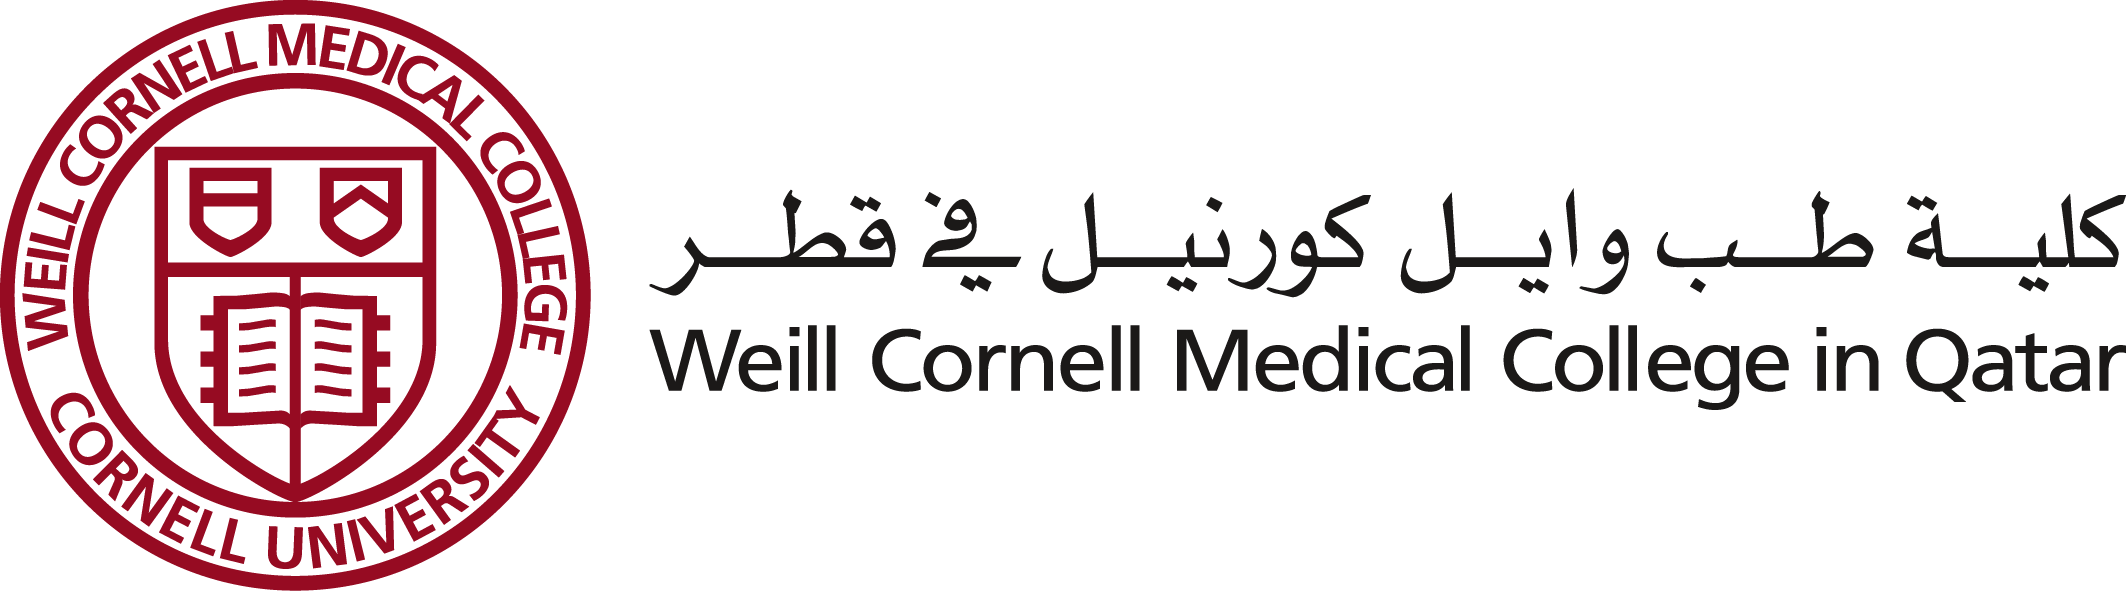 WEILL CORNELL MEDICAL COLLEGE
CORNELL UNIVERSITY
كلية طب وايل كورنيل في قطر
Weill Cornell Medical College in Qatar